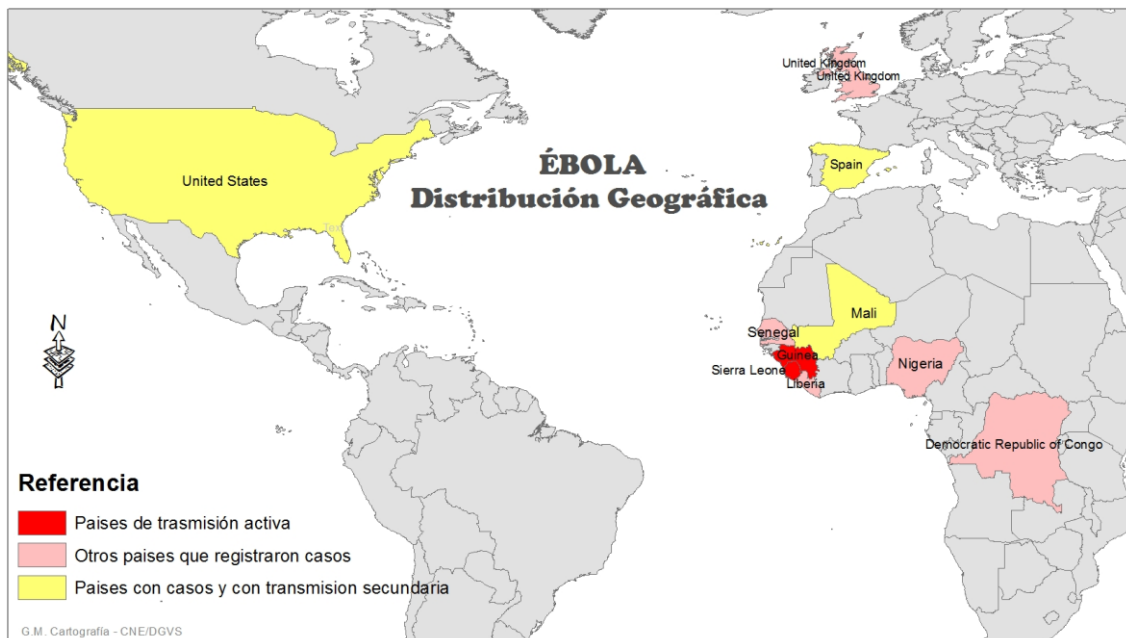 ÉBOLA
Distribución Geográfica
United Kingdom
United Kingdom
Spain
United States
Tex
N
Mali
Senegal
Guinea
Nigeria
Sierra Leone
Liberia
Democratic Republic of Congo
Referencia
Paises de trasmisión activa
Otros paises que registraron casos
Paises con casos y con transmision secundaria
G.M. Cartografía - CNE/DGVS